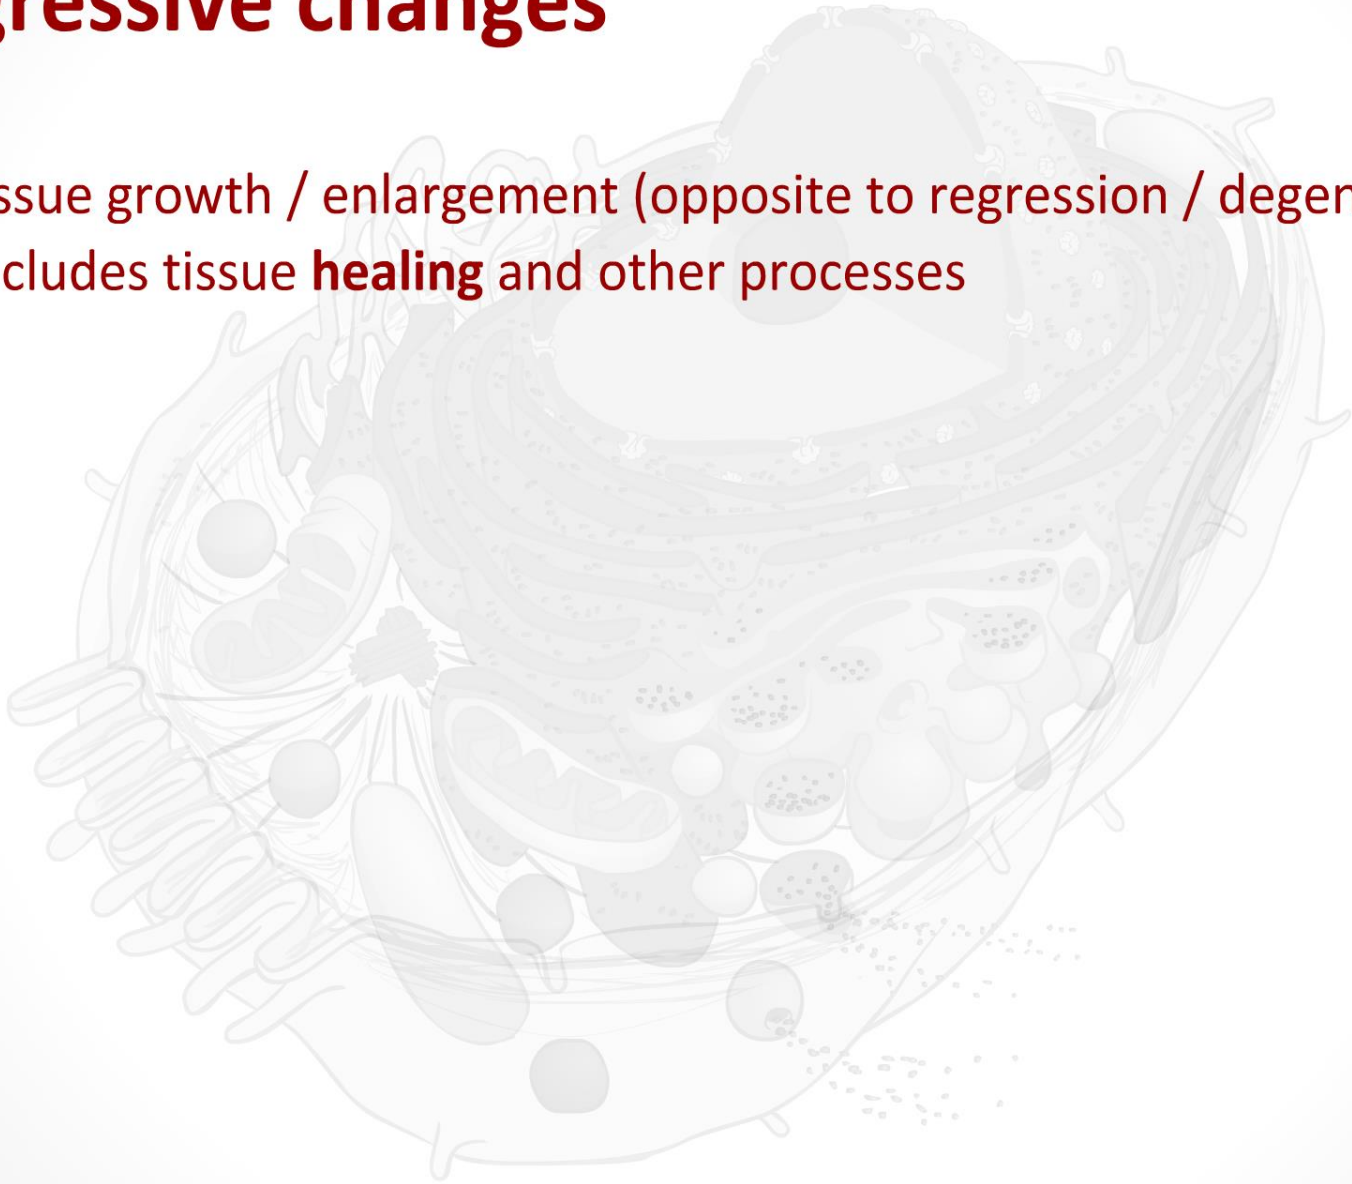 gressive changes
ssue growth / enlargement (opposite to regression / degen
cludes tissue healing and other processes